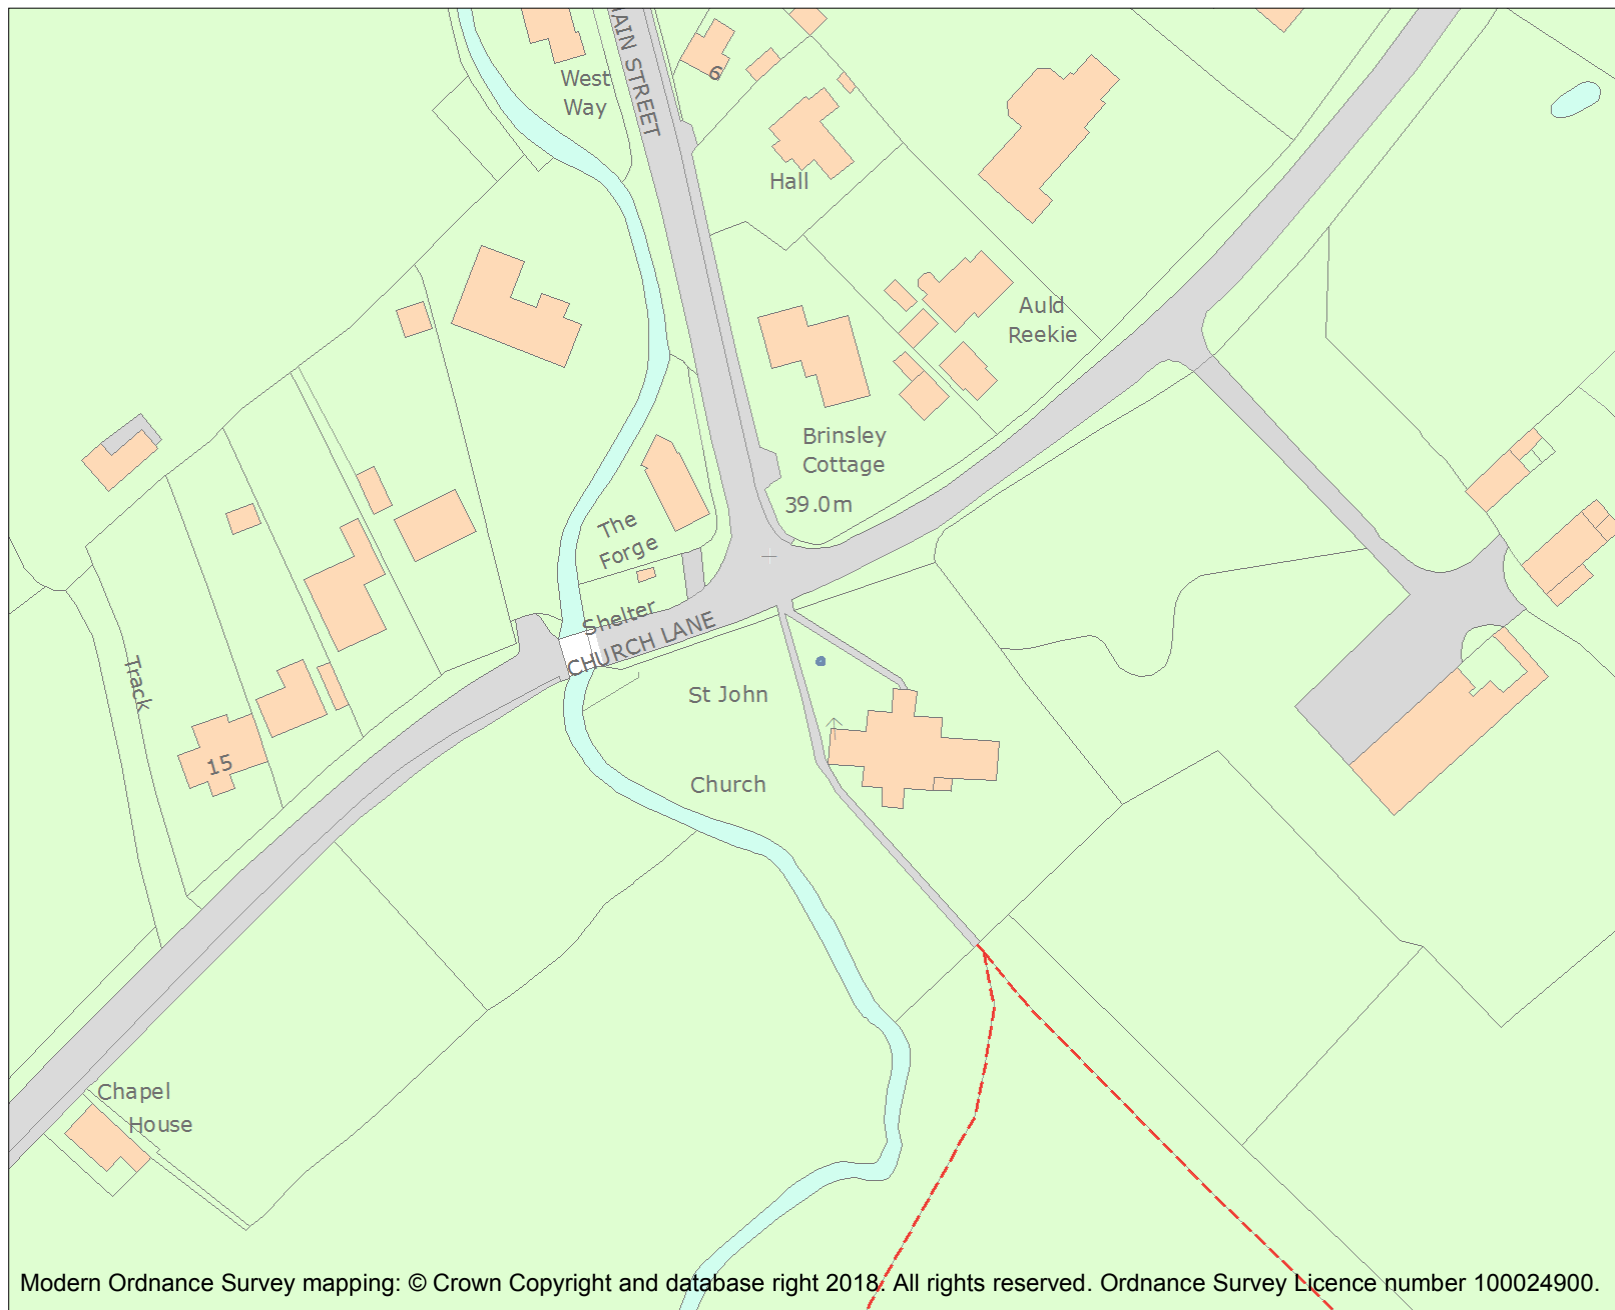 MAIN STREET
6
West
Way
Hall
Auld
Reekie
Brinsley
Cottage
39.0m
The
Forge
Shelter
CHURCH LANE
Track
St John
15
Church
Chapel
House
Modern Ordnance Survey mapping: © Crown Copyright and database right 2018. All rights reserved. Ordnance Survey Licence number 100024900.